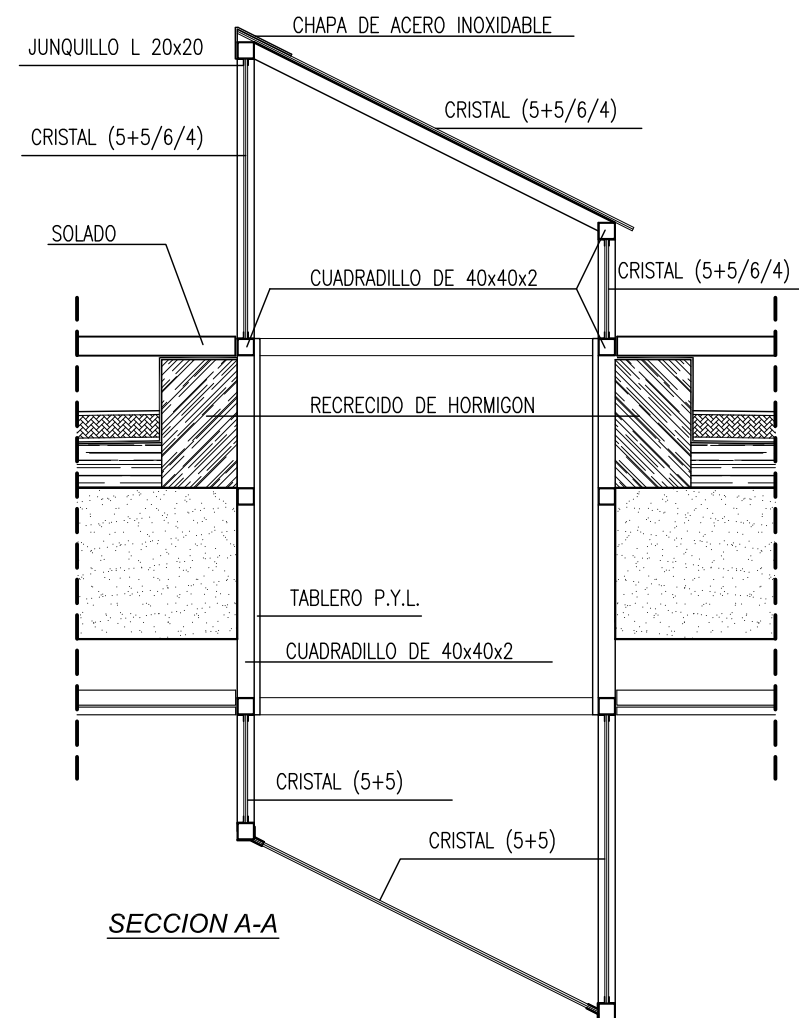 CHAPA DE ACERO INOXIDABLE
JUNQUILLO L 20x20
CRISTAL (5+5/6/4)
CRISTAL (5+5/6/4)
SOLADO
CRISTAL (5+5/6/4)
CUADRADILLO DE 40x40x2
RECRECIDO DE HORMIGON
TABLERO P.Y.L.
CUADRADILLO DE 40x40x2
CRISTAL (5+5)
CRISTAL (5+5)
SECCION A-A